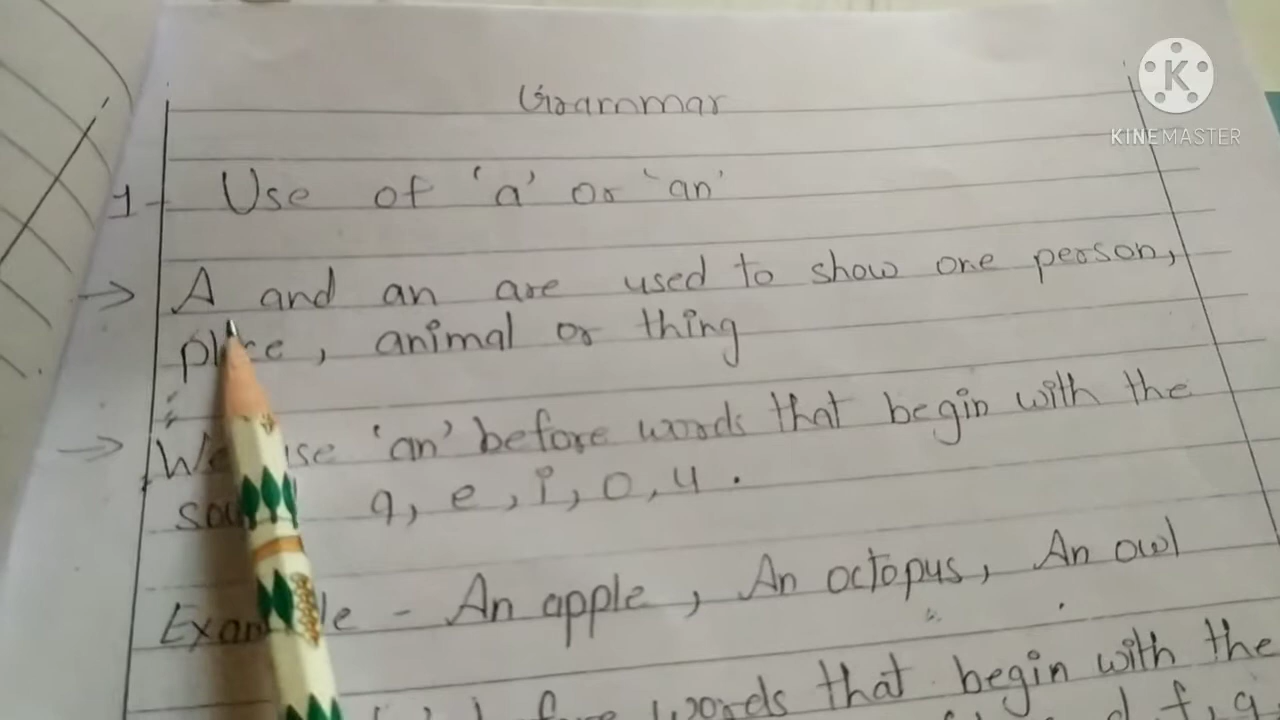 KINEMASTER
Grammar
1 - Use of 'a' or 'an'
→ A and an are used to show one person,
place, animal or thing
→ We use 'an' before words that begin with the
a, e, i, o, u.
Example - An apple, An octopus, An owl
words that begin with the
d f, g